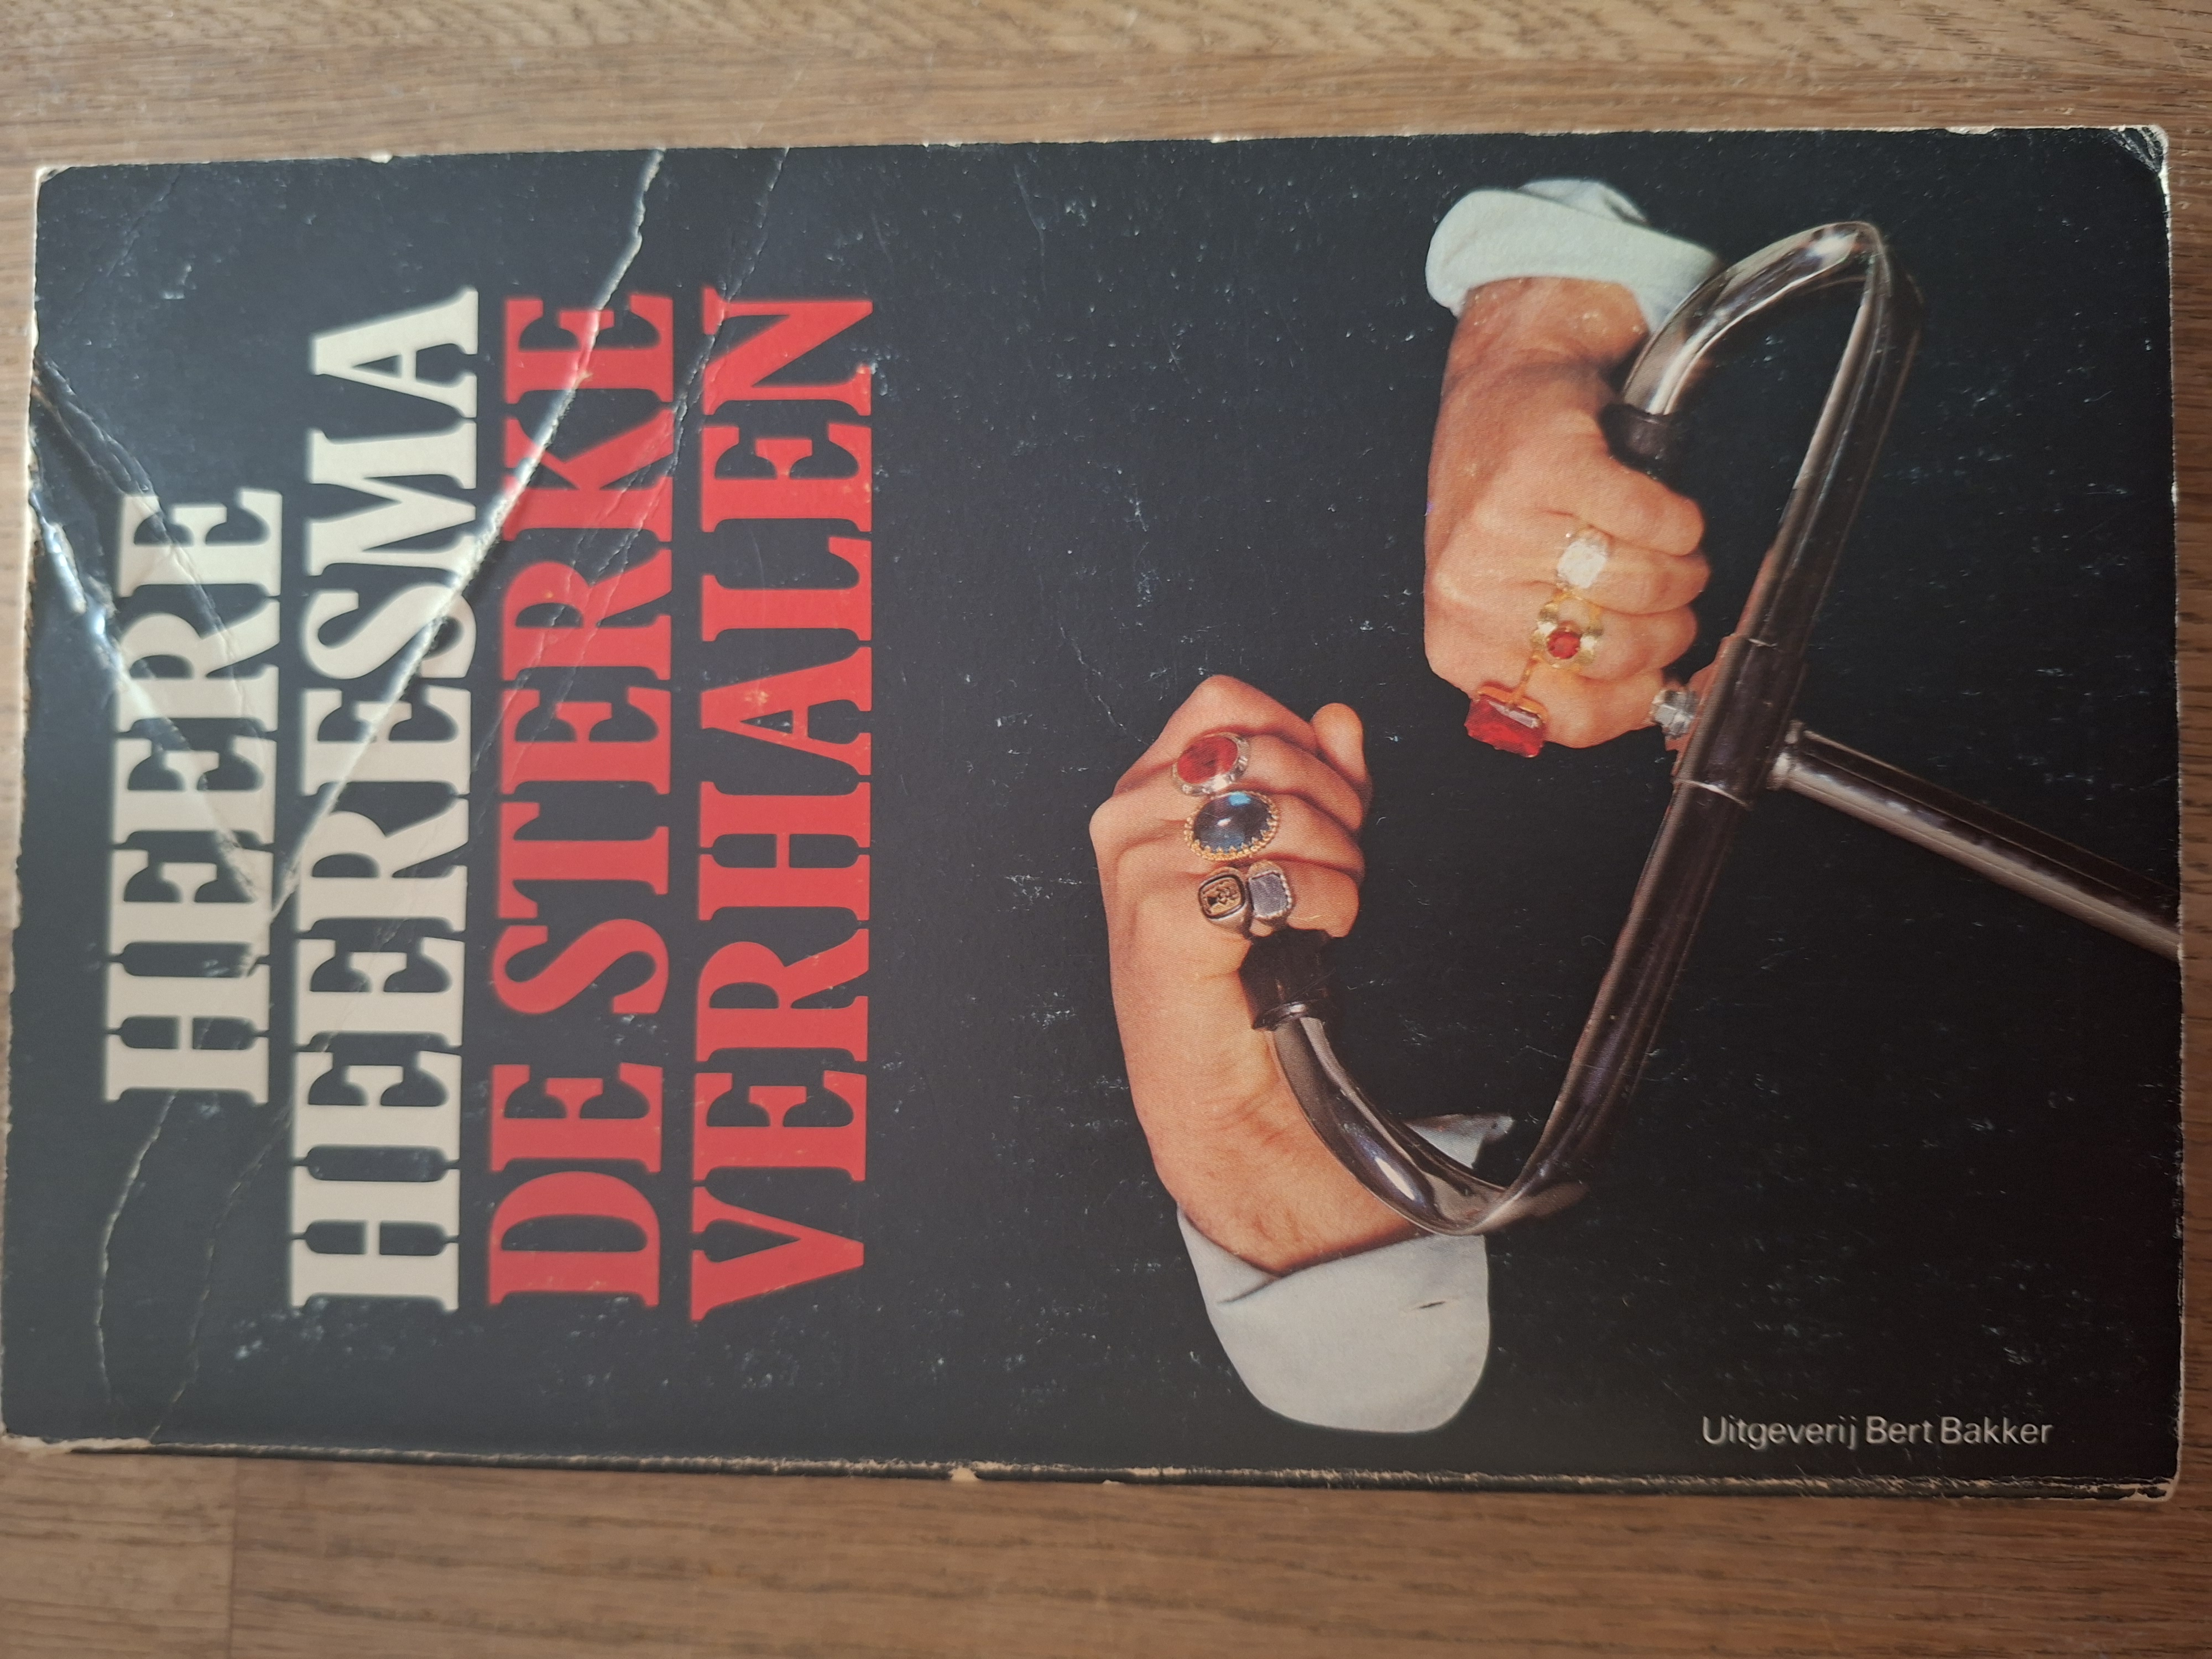 HEERE
HEERESMA
DE STERKE
VERHALEN
Uitgeverij Bert Bakker